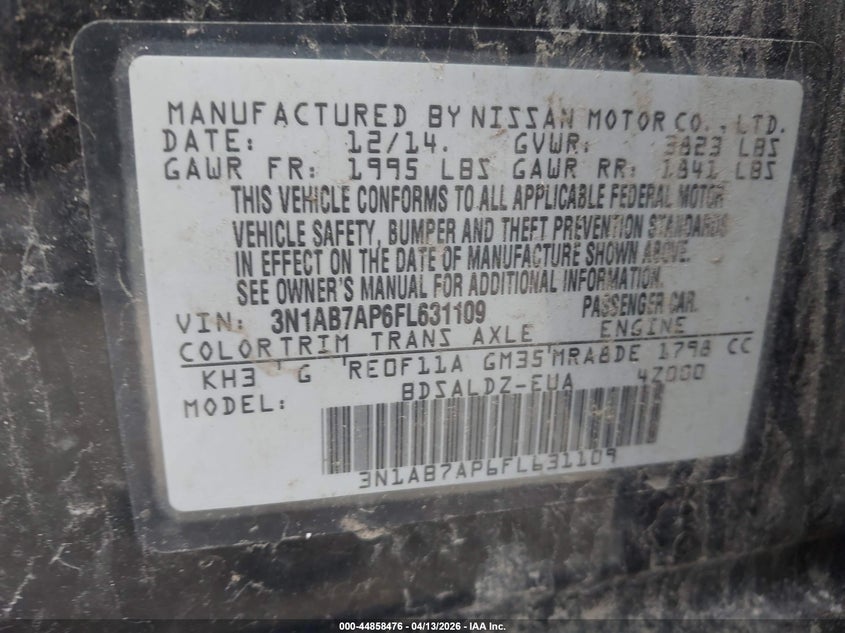 MANUFACTURED BY NISSAN MOTOR CO., LTD.
DATE: 12/14. GVWR: 3823 LBS
GAWR FR: 1995 LBS GAWR RR: 1841 LBS
THIS VEHICLE CONFORMS TO ALL APPLICABLE FEDERAL MOTOR
VEHICLE SAFETY, BUMPER AND THEFT PREVENTION STANDARDS
IN EFFECT ON THE DATE OF MANUFACTURE SHOWN ABOVE.
SEE OWNER'S MANUAL FOR ADDITIONAL INFORMATION.
VIN: 3N1AB7AP6FL631109 PASSENGER CAR.
COLORTRIM TRANS AXLE ENGINE
KH3 G RE0F11A GM35 MRA8DE 1798 CC
MODEL: BDSALDZ-EUA 4Z000
3N1AB7AP6FL631109
000-44858476 - 04/13/2026 - IAA Inc.